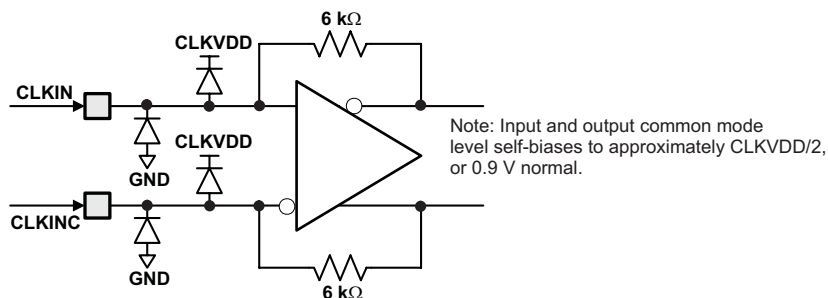 6 kΩ
CLKVDD
CLKIN
CLKVDD
GND
CLKINC
GND
6 kΩ
Note: Input and output common mode
level self-biases to approximately CLKVDD/2,
or 0.9 V normal.